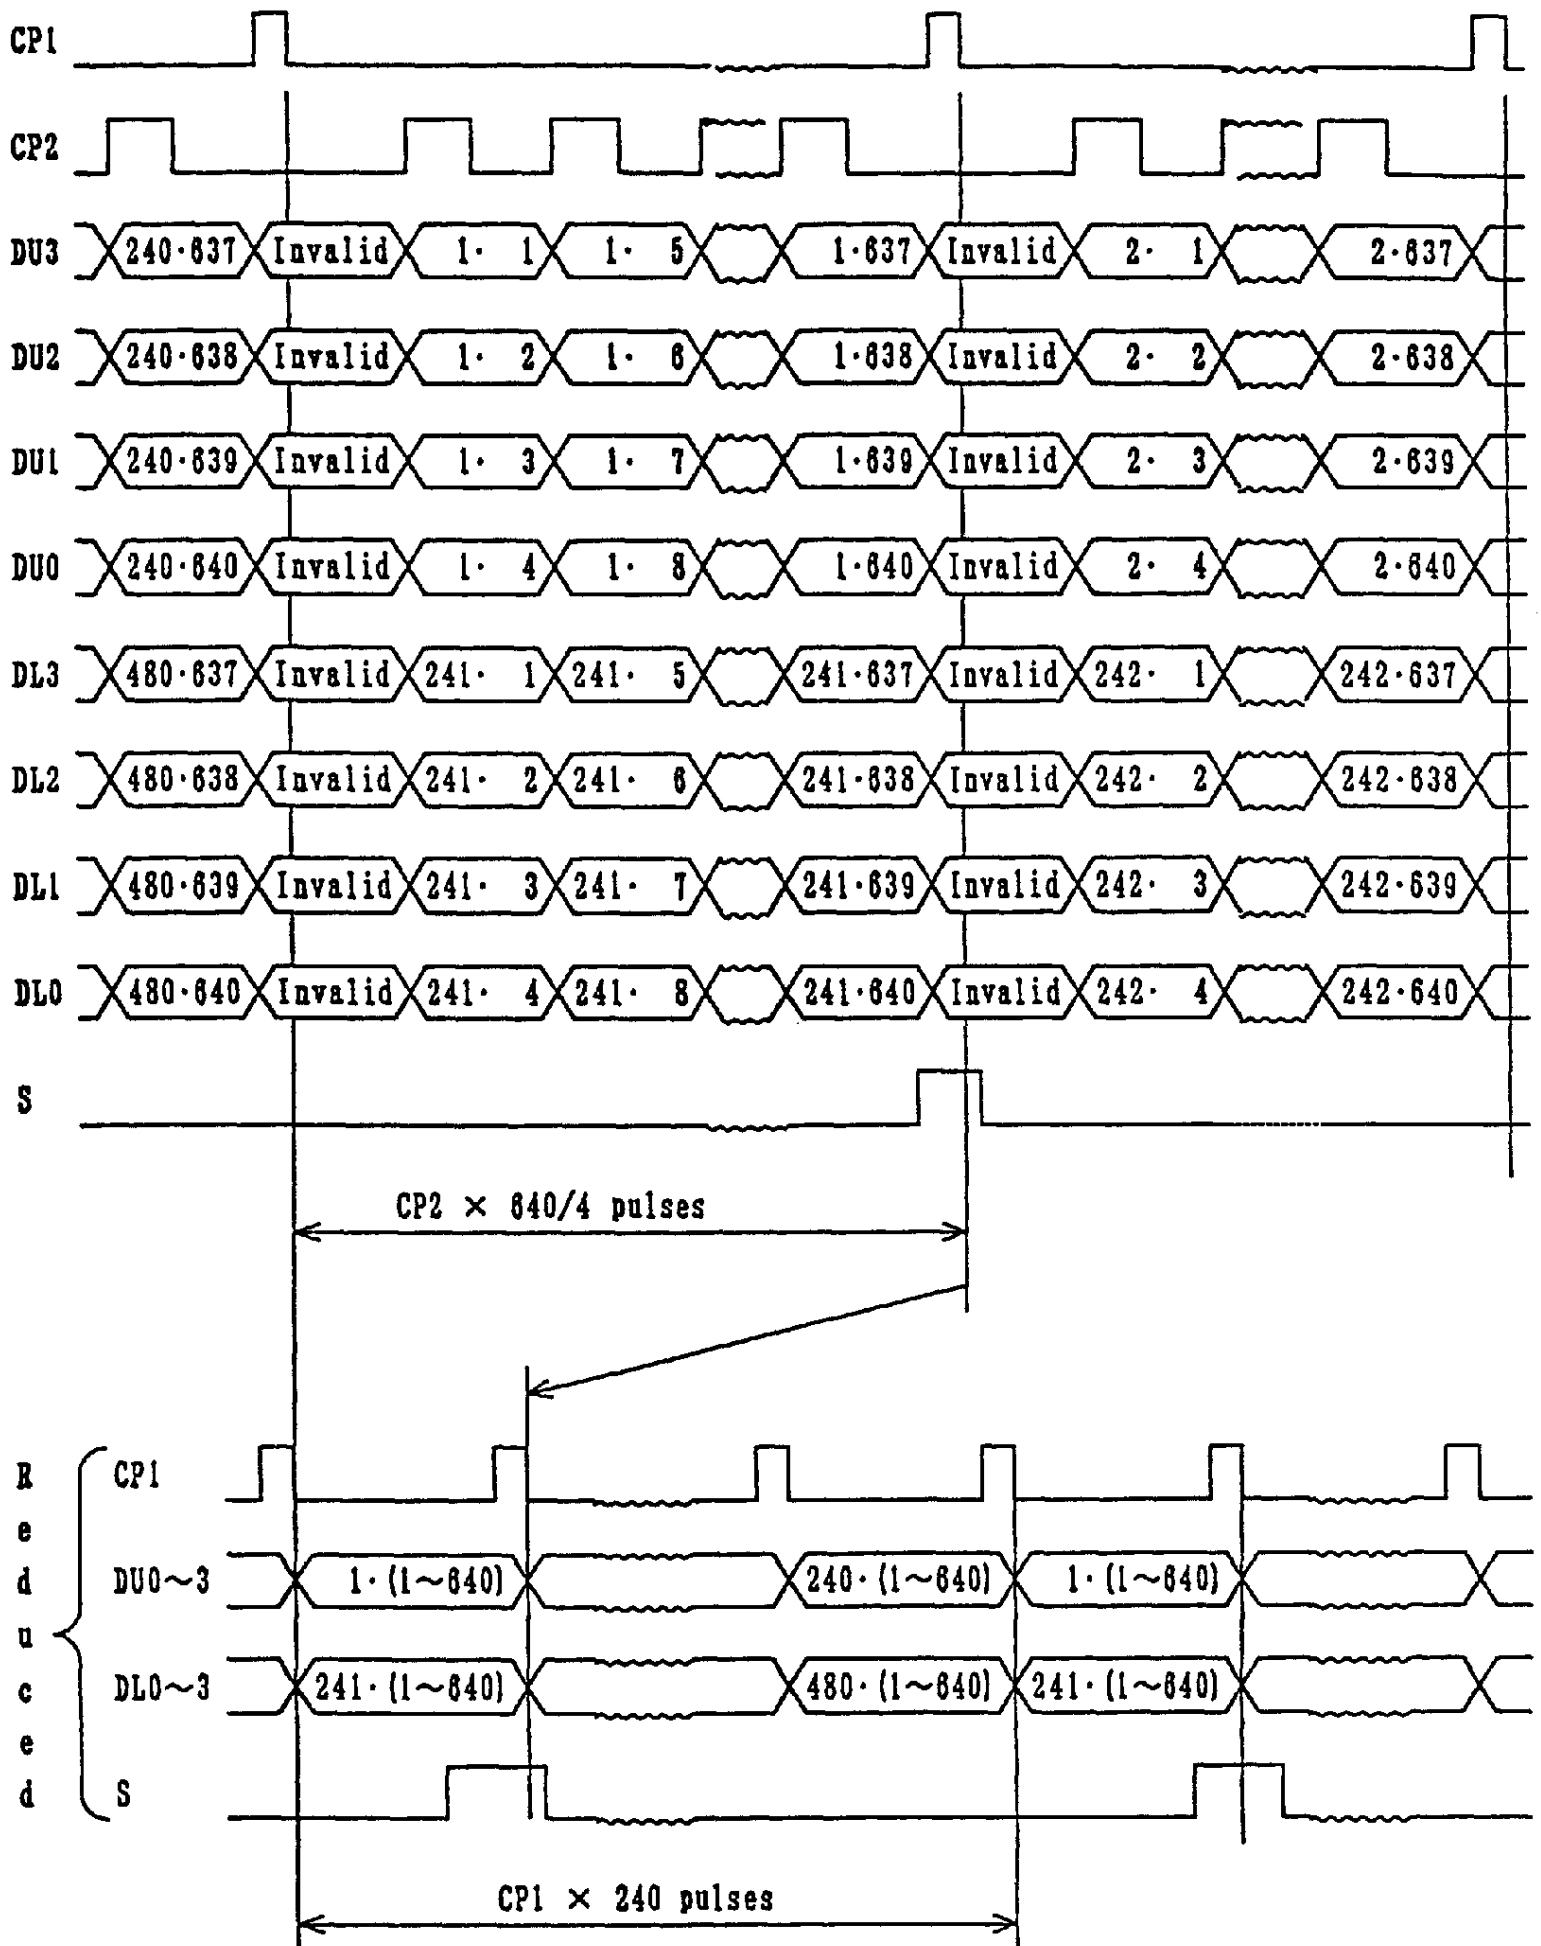 CP1
CP2
DU3 240·637 Invalid 1· 1 1· 5 1·637 Invalid 2· 1 2·637
DU2 240·638 Invalid 1· 2 1· 6 1·638 Invalid 2· 2 2·638
DU1 240·639 Invalid 1· 3 1· 7 1·639 Invalid 2· 3 2·639
DU0 240·640 Invalid 1· 4 1· 8 1·640 Invalid 2· 4 2·640
DL3 480·637 Invalid 241· 1 241· 5 241·637 Invalid 242· 1 242·637
DL2 480·638 Invalid 241· 2 241· 6 241·638 Invalid 242· 2 242·638
DL1 480·639 Invalid 241· 3 241· 7 241·639 Invalid 242· 3 242·639
DL0 480·640 Invalid 241· 4 241· 8 241·640 Invalid 242· 4 242·640
S
CP2 × 640/4 pulses
Reduced
CP1
DU0~3 1·(1~640) 240·(1~640) 1·(1~640)
DL0~3 241·(1~640) 480·(1~640) 241·(1~640)
S
CP1 × 240 pulses